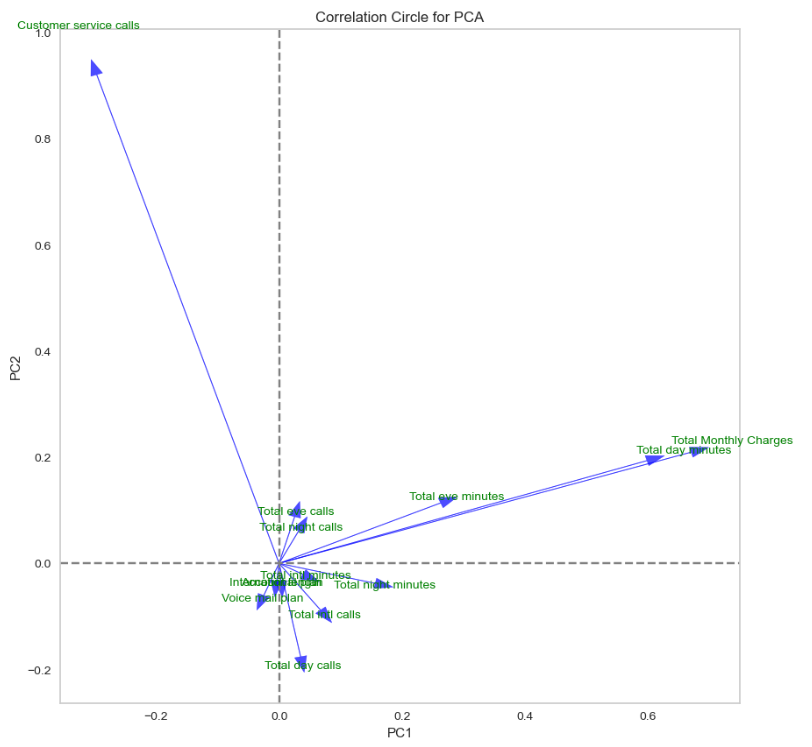 Correlation Circle for PCA
Customer service calls
1.0
0.8
0.6
0.4
0.2
0.0
−0.2
PC2
Total Monthly Charges
Total day minutes
Total eve minutes
Total eve calls
Total night calls
Total intl minutes
Total night minutes
Voice mail plan
Total intl calls
Total day calls
−0.2
0.0
0.2
0.4
0.6
PC1